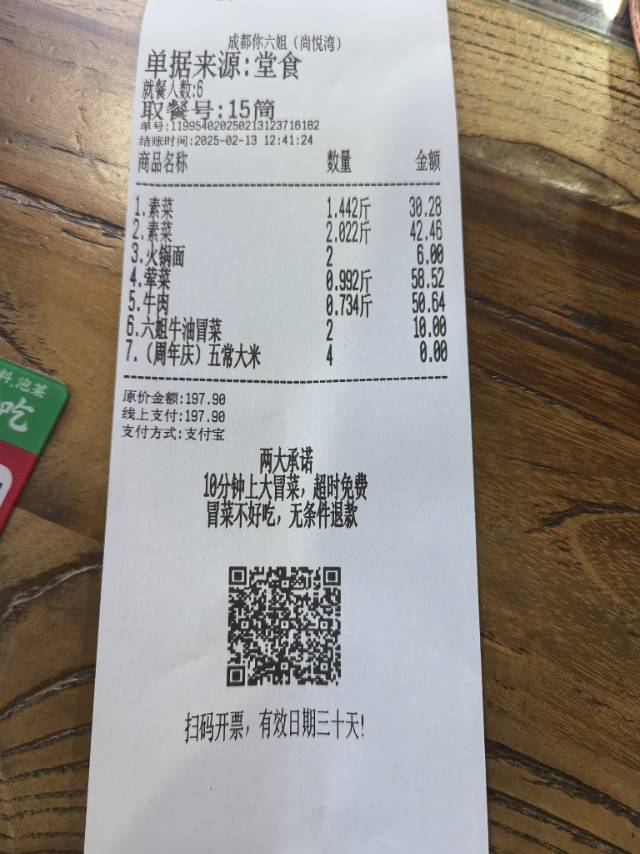 成都你六姐（尚悦湾）
单据来源:堂食
就餐人数:6
取餐号:15筒
单号:119954020250213123716182
结账时间:2025-02-13 12:41:24
商品名称 数量 金额
1.素菜 1.442斤 30.28
2.素菜 2.022斤 42.46
3.火锅面 2 6.00
4.荤菜 0.992斤 58.52
5.牛肉 0.734斤 50.64
6.六姐牛油冒菜 2 10.00
7.（周年庆）五常大米 4 0.00
原价金额:197.90
线上支付:197.90
支付方式:支付宝
两大承诺
10分钟上大冒菜，超时免费
冒菜不好吃，无条件退款
扫码开票，有效日期三十天!
料,泡菜
吃